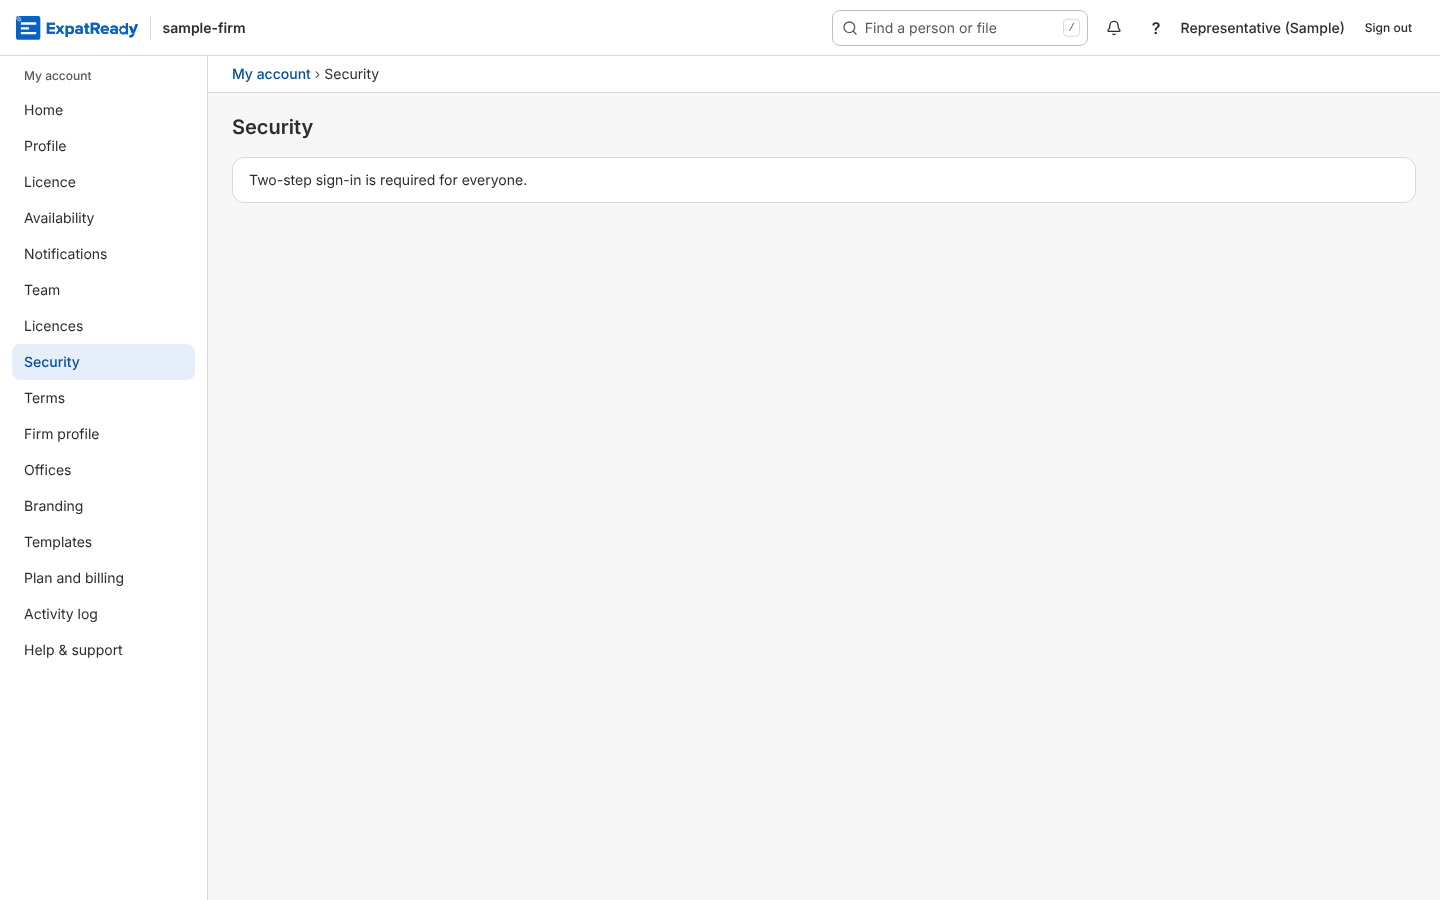 ExpatReady
sample-firm
Find a person or file
/
?
Representative (Sample)
Sign out
My account
Home
Profile
Licence
Availability
Notifications
Team
Licences
Security
Terms
Firm profile
Offices
Branding
Templates
Plan and billing
Activity log
Help & support
My account › Security
Security
Two-step sign-in is required for everyone.